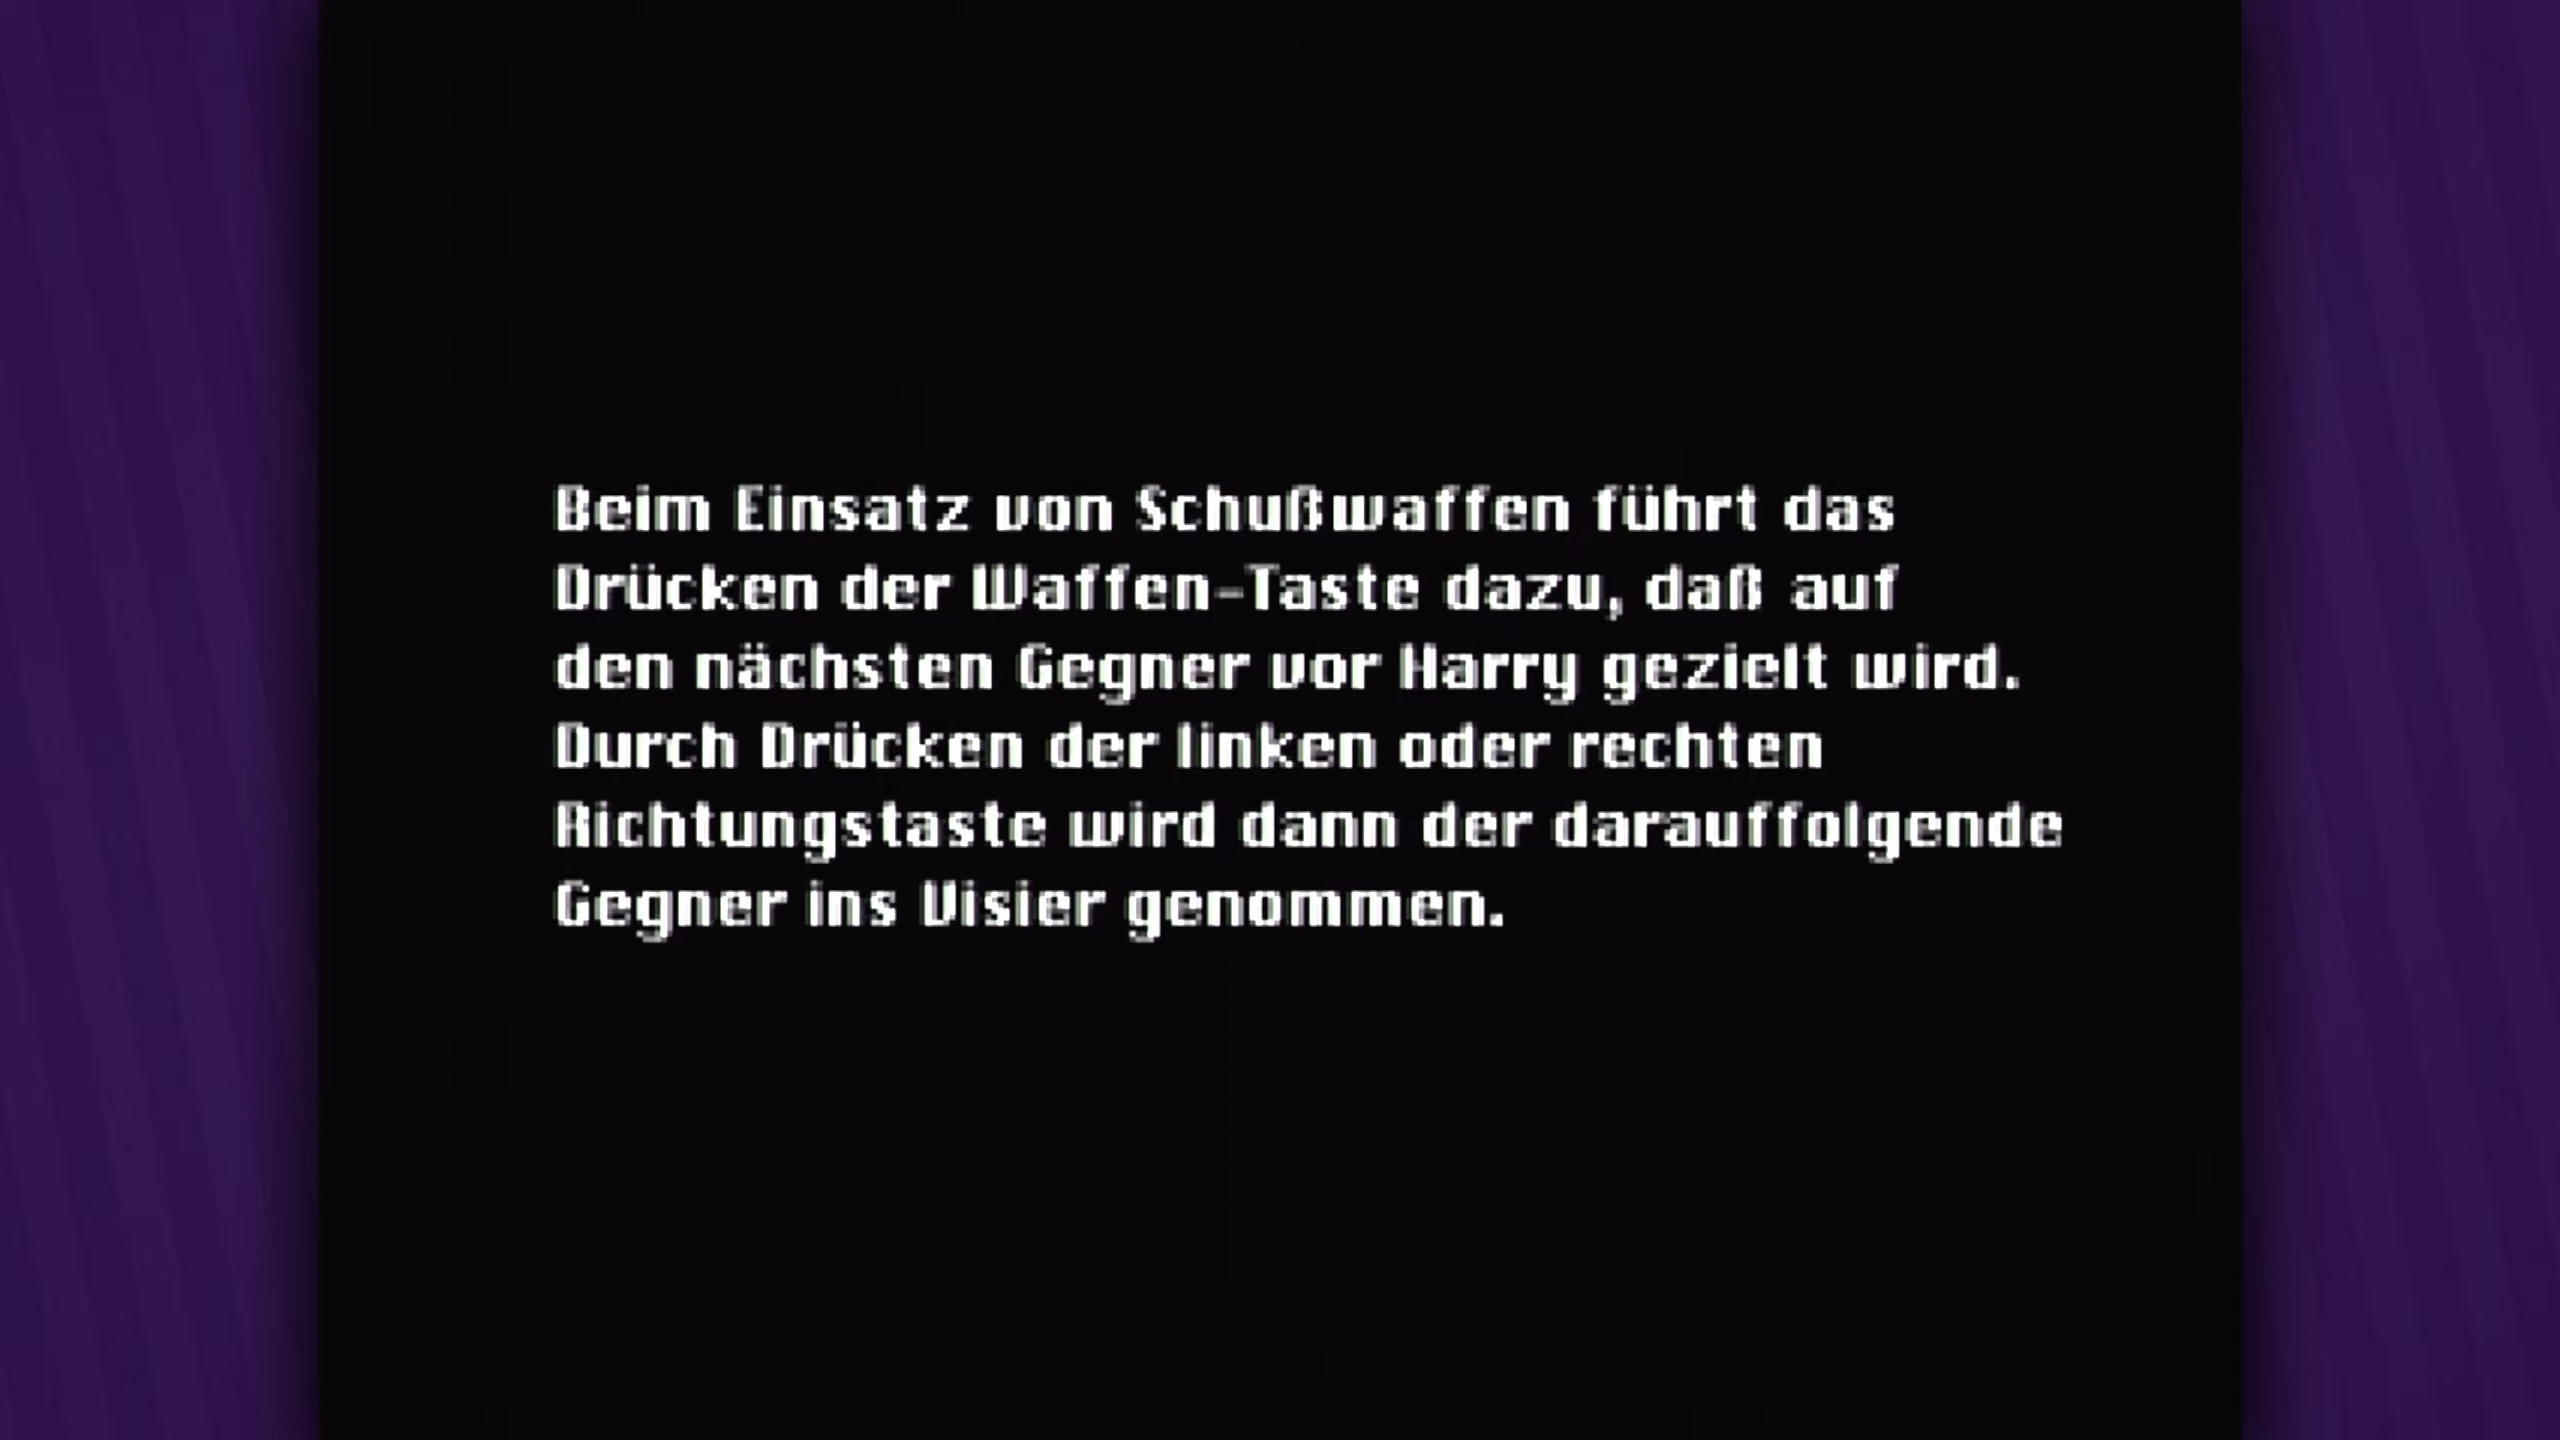 Beim Einsatz von Schußwaffen führt das
Drücken der Waffen-Taste dazu, daß auf
den nächsten Gegner vor Harry gezielt wird.
Durch Drücken der linken oder rechten
Richtungstaste wird dann der darauffolgende
Gegner ins Visier genommen.